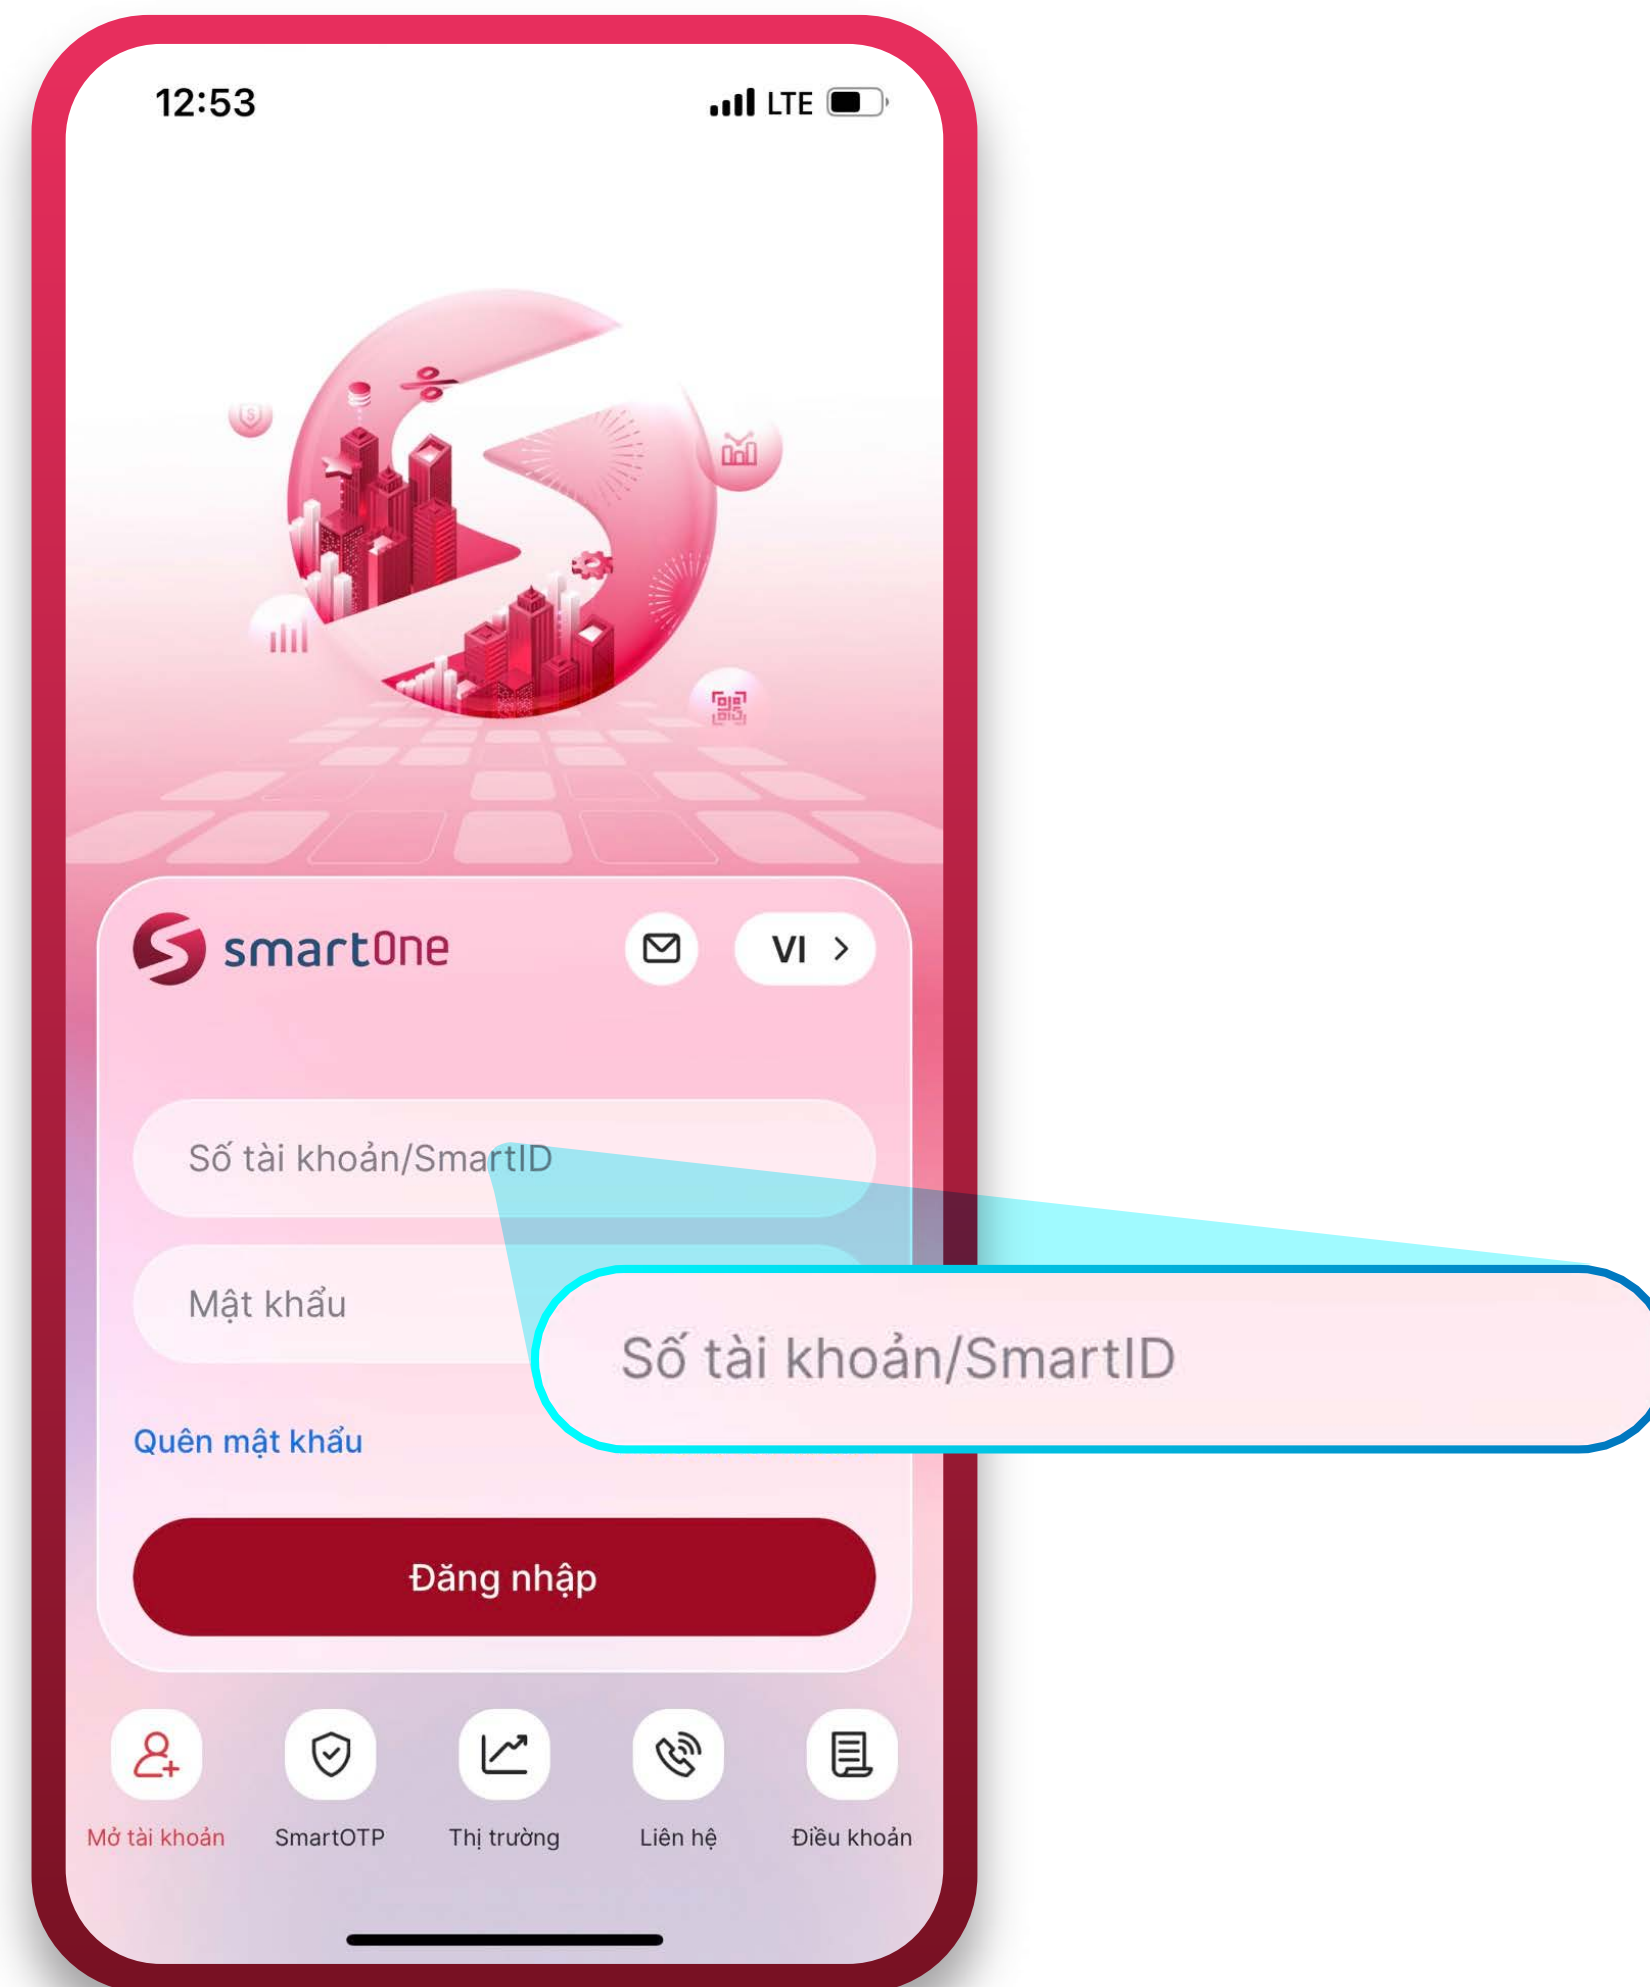 12:53
LTE
smartOne
VI
Số tài khoản/SmartID
Mật khẩu
Số tài khoản/SmartID
Quên mật khẩu
Đăng nhập
Mở tài khoản
SmartOTP
Thị trường
Liên hệ
Điều khoản